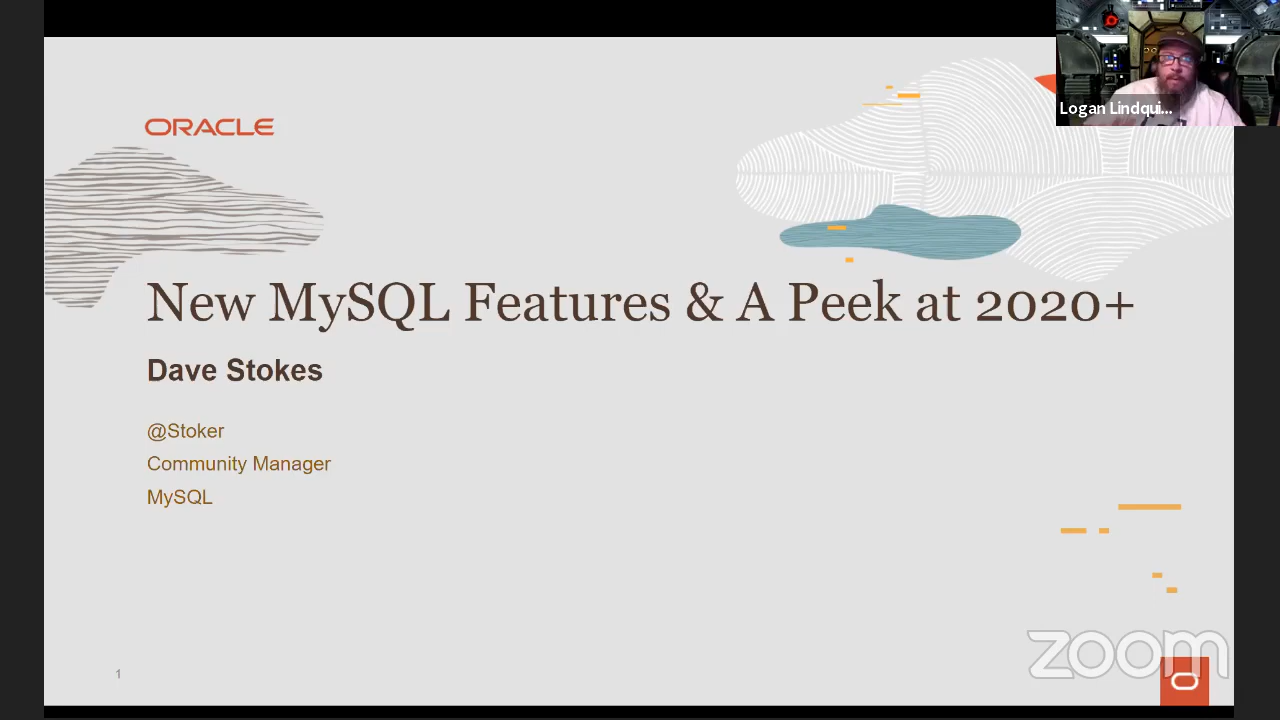 Logan Lindqui...
ORACLE
New MySQL Features & A Peek at 2020+
Dave Stokes
@Stoker
Community Manager
MySQL
zoom
1